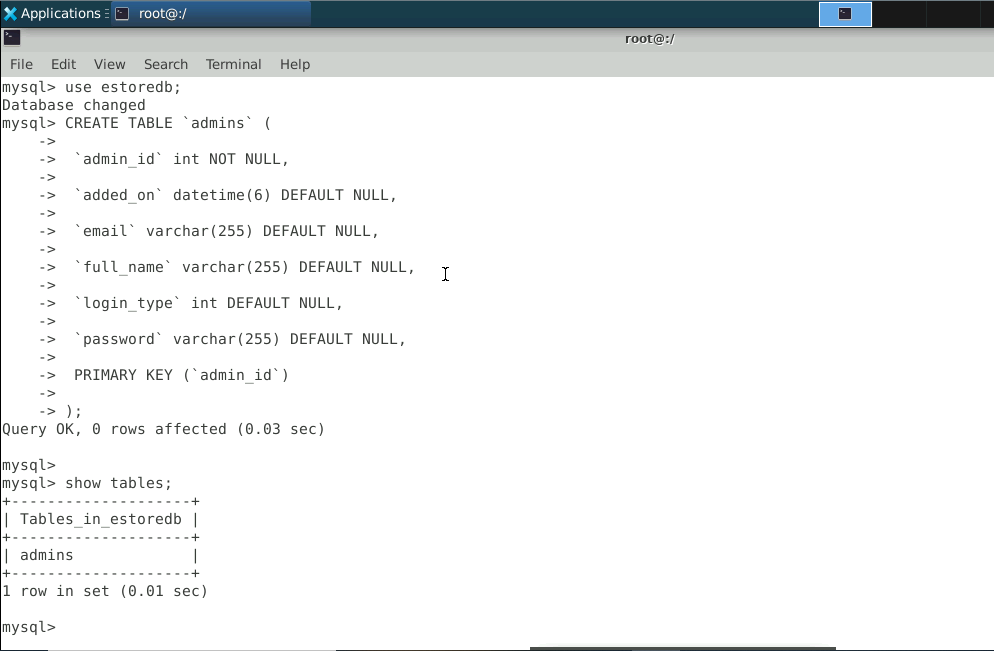 Applications
root@:/
root@:/
File Edit View Search Terminal Help
mysql> use estoredb;
Database changed
mysql> CREATE TABLE `admins` (
    ->
    ->  `admin_id` int NOT NULL,
    ->
    ->  `added_on` datetime(6) DEFAULT NULL,
    ->
    ->  `email` varchar(255) DEFAULT NULL,
    ->
    ->  `full_name` varchar(255) DEFAULT NULL,
    ->
    ->  `login_type` int DEFAULT NULL,
    ->
    ->  `password` varchar(255) DEFAULT NULL,
    ->
    ->  PRIMARY KEY (`admin_id`)
    ->
    -> );
Query OK, 0 rows affected (0.03 sec)
mysql>
mysql> show tables;
+--------------------+
| Tables_in_estoredb |
+--------------------+
| admins             |
+--------------------+
1 row in set (0.01 sec)
mysql>